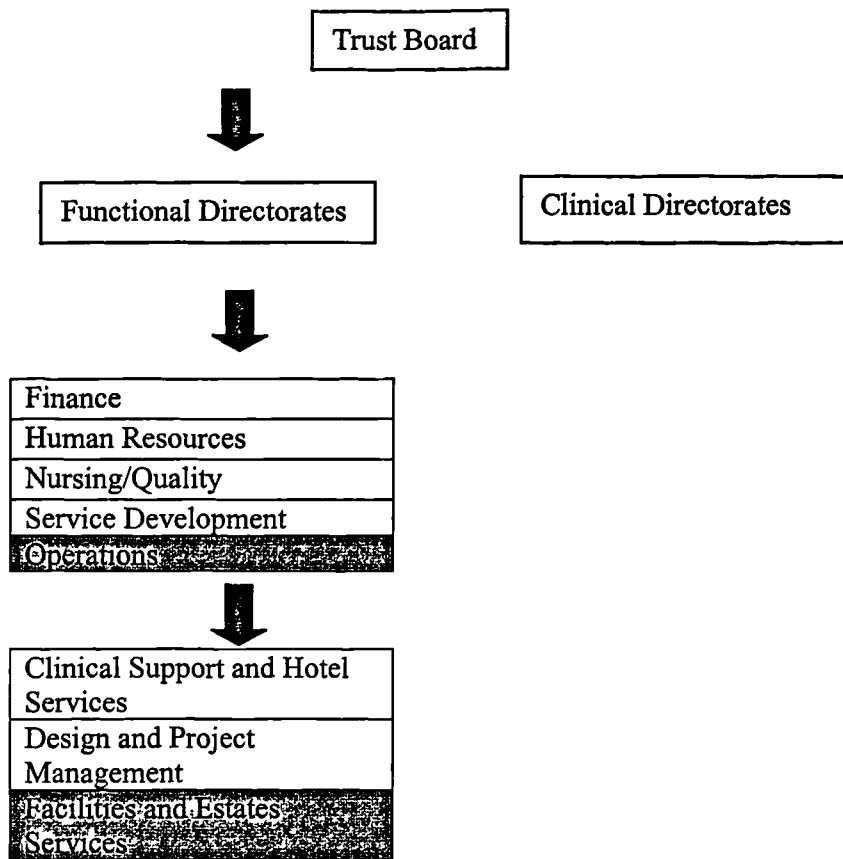 Trust Board
Functional Directorates
Clinical Directorates
Finance
Human Resources
Nursing/Quality
Service Development
Operations
Clinical Support and Hotel
Services
Design and Project
Management
Facilities and Estates
Services